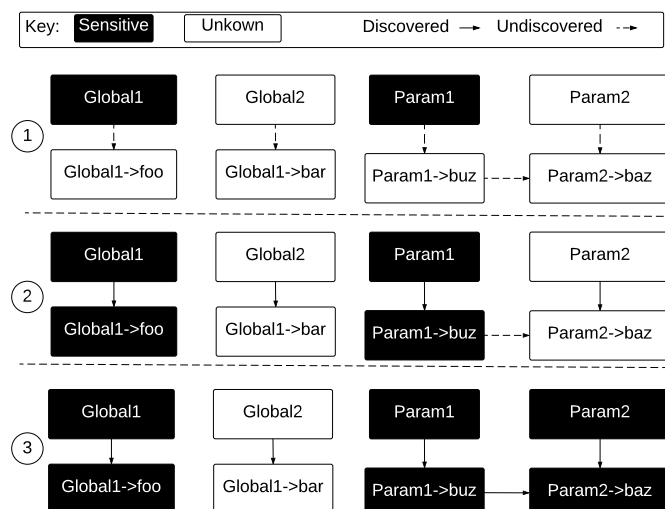 Key: Sensitive Unkown Discovered Undiscovered
Global1 Global2 Param1 Param2
1
Global1->foo Global1->bar Param1->buz Param2->baz
Global1 Global2 Param1 Param2
2
Global1->foo Global1->bar Param1->buz Param2->baz
Global1 Global2 Param1 Param2
3
Global1->foo Global1->bar Param1->buz Param2->baz